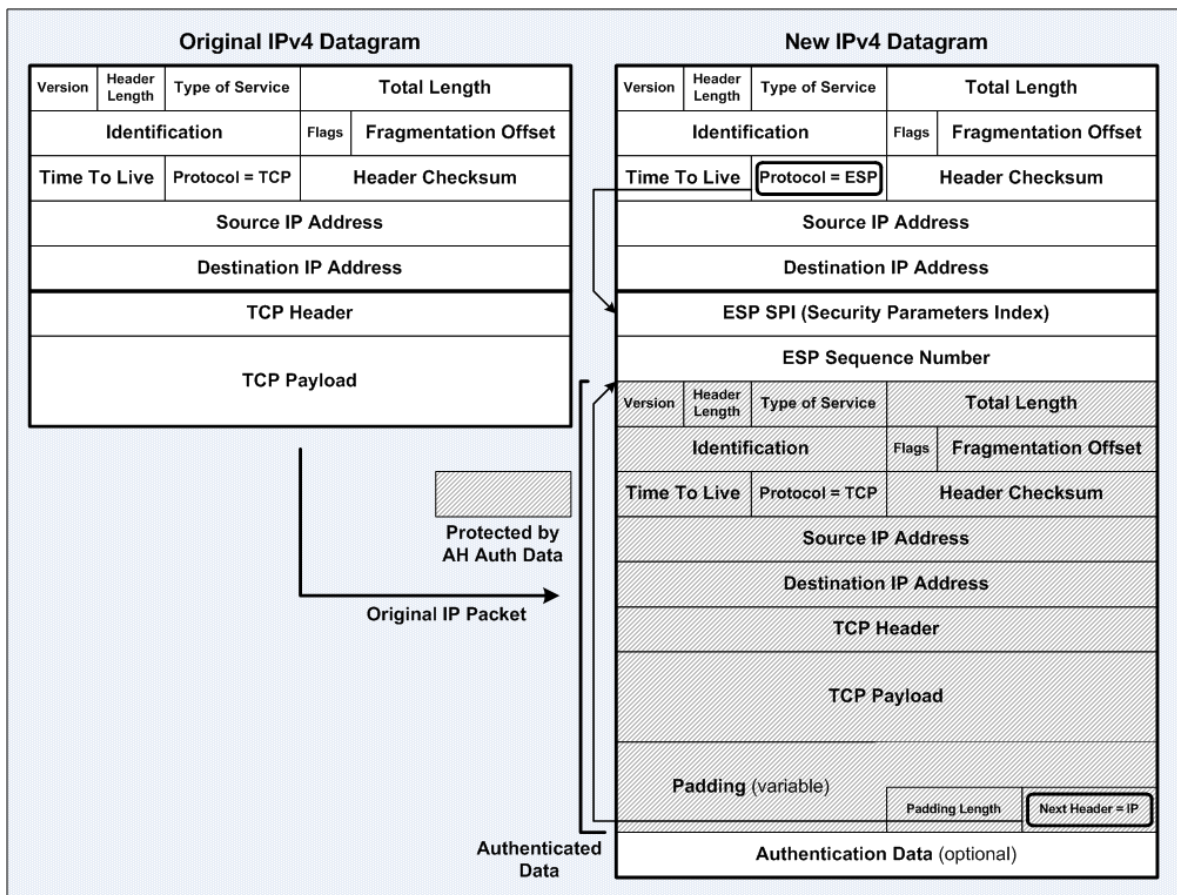 Original IPv4 Datagram
Version
Header
Length
Type of Service
Total Length
Identification
Flags
Fragmentation Offset
Time To Live
Protocol = TCP
Header Checksum
Source IP Address
Destination IP Address
TCP Header
TCP Payload
Protected by
AH Auth Data
Original IP Packet
New IPv4 Datagram
Version
Header
Length
Type of Service
Total Length
Identification
Flags
Fragmentation Offset
Time To Live
Protocol = ESP
Header Checksum
Source IP Address
Destination IP Address
ESP SPI (Security Parameters Index)
ESP Sequence Number
Version
Header
Length
Type of Service
Total Length
Identification
Flags
Fragmentation Offset
Time To Live
Protocol = TCP
Header Checksum
Source IP Address
Destination IP Address
TCP Header
TCP Payload
Padding (variable)
Padding Length
Next Header = IP
Authenticated
Data
Authentication Data (optional)